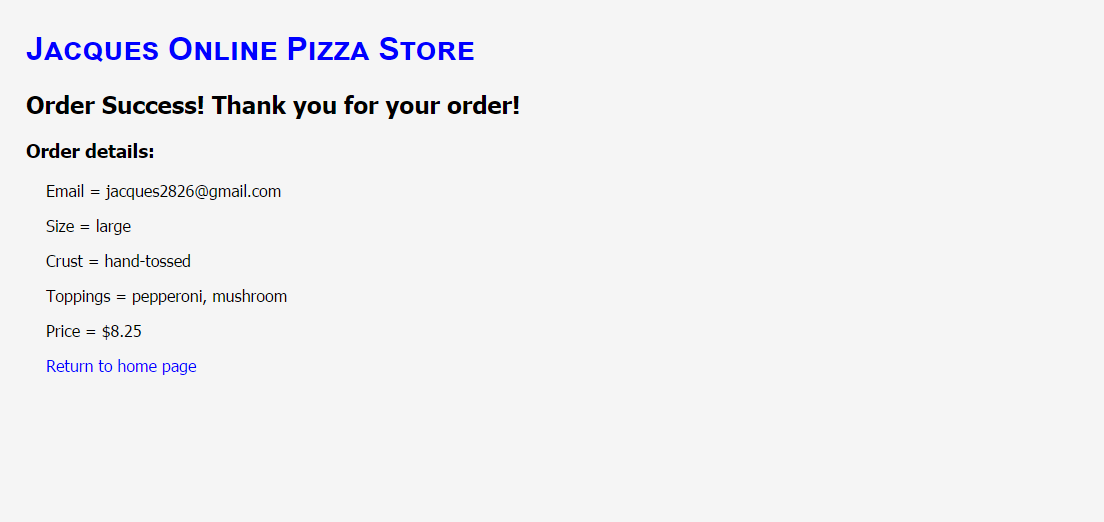 Jacques Online Pizza Store
Order Success! Thank you for your order!
Order details:
Email = jacques2826@gmail.com
Size = large
Crust = hand-tossed
Toppings = pepperoni, mushroom
Price = $8.25
Return to home page